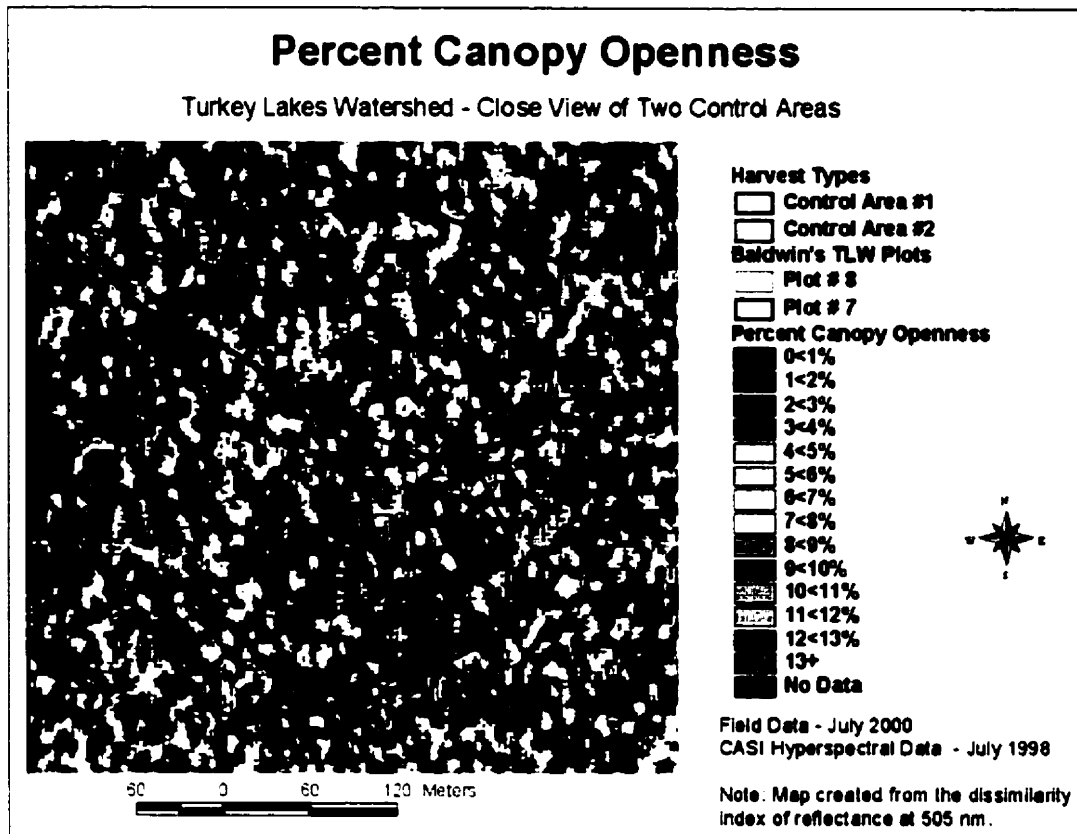 Percent Canopy Openness
Turkey Lakes Watershed - Close View of Two Control Areas
Harvest Types
Control Area #1
Control Area #2
Baldwin's TLW Plots
Plot # 8
Plot # 7
Percent Canopy Openness
0<1%
1<2%
2<3%
3<4%
4<5%
5<6%
6<7%
7<8%
8<9%
9<10%
10<11%
11<12%
12<13%
13+
No Data
N
W E
S
Field Data - July 2000
CASI Hyperspectral Data - July 1998
60 0 60 120 Meters
Note: Map created from the dissimilarity
index of reflectance at 505 nm.